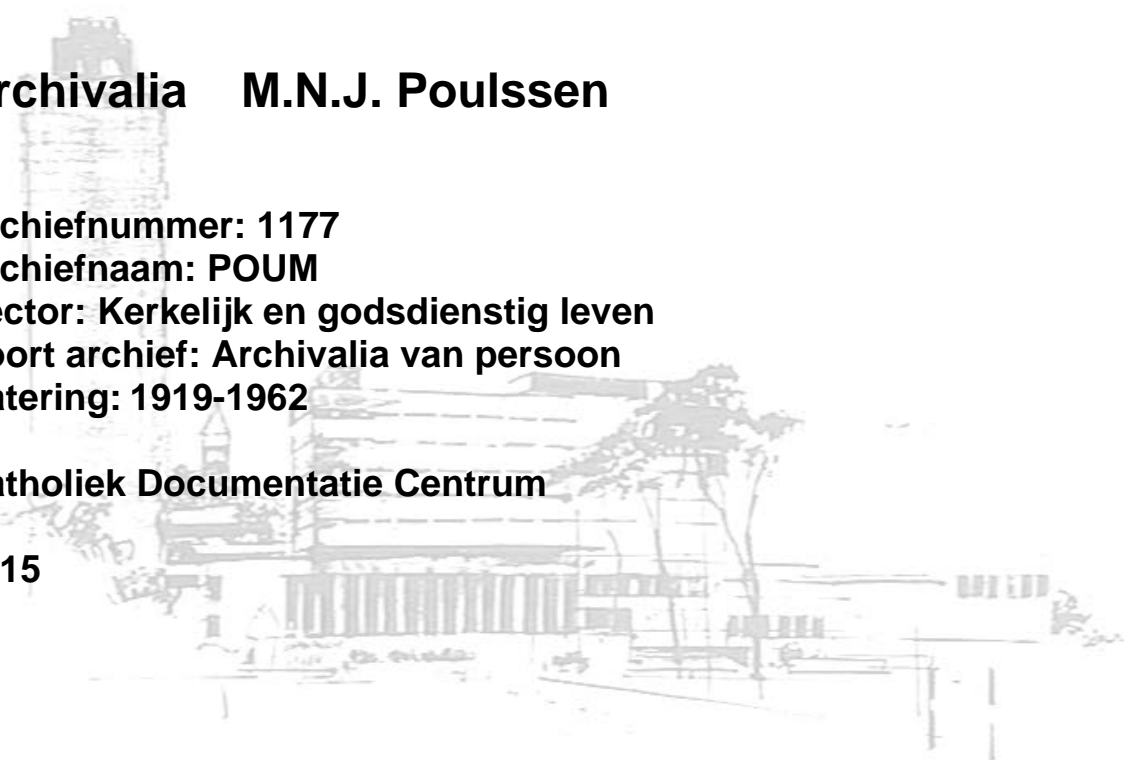 rchivalia M.N.J. Poulssen
chiefnummer: 1177
chiefnaam: POUM
ector: Kerkelijk en godsdienstig leven
oort archief: Archivalia van persoon
atering: 1919-1962
atholiek Documentatie Centrum
15